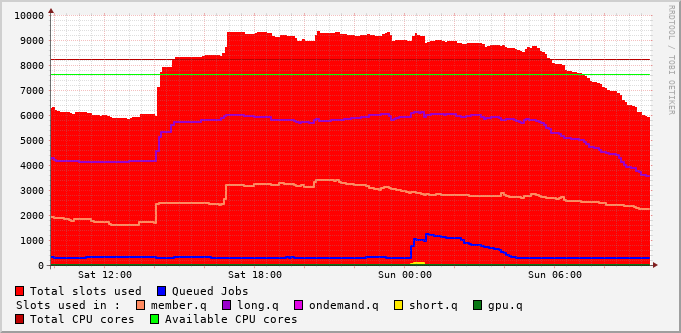 10000
9000
8000
7000
6000
5000
4000
3000
2000
1000
0
Sat 12:00 Sat 18:00 Sun 00:00 Sun 06:00
RRDTOOL / TOBI OETIKER
Total slots used Queued Jobs
Slots used in : member.q long.q ondemand.q short.q gpu.q
Total CPU cores Available CPU cores